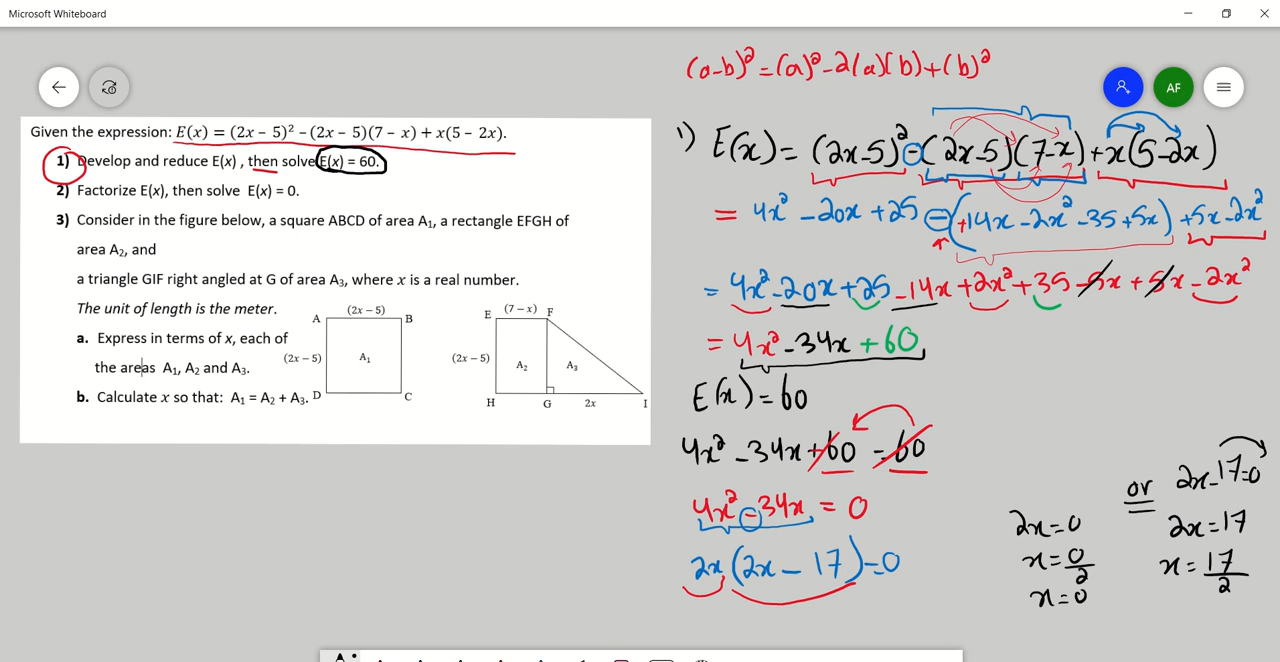 Microsoft Whiteboard
AF
Given the expression: E(x) = (2x − 5)² − (2x − 5)(7 − x) + x(5 − 2x).
1) Develop and reduce E(x) , then solve E(x) = 60.
2) Factorize E(x), then solve E(x) = 0.
3) Consider in the figure below, a square ABCD of area A₁, a rectangle EFGH of
area A₂, and
a triangle GIF right angled at G of area A₃, where x is a real number.
The unit of length is the meter.
a. Express in terms of x, each of
the areas A₁, A₂ and A₃.
b. Calculate x so that: A₁ = A₂ + A₃.
A (2x − 5) B
(2x − 5) A₁
D C
E (7 − x) F
(2x − 5) A₂ A₃
H G 2x I
(a-b)² = (a)² - 2(a)(b) + (b)²
1) E(x) = (2x-5)² - (2x-5)(7-x) + x(5-2x)
= 4x² - 20x + 25 - (+14x - 2x² - 35 + 5x) + 5x - 2x²
= 4x² - 20x + 25 - 14x + 2x² + 35 - 5x + 5x - 2x²
= 4x² - 34x + 60
E(x) = 60
4x² - 34x + 60 - 60
4x² - 34x = 0
2x(2x - 17) = 0
2x = 0
x = 0/2
x = 0
or
2x - 17 = 0
2x = 17
x = 17/2